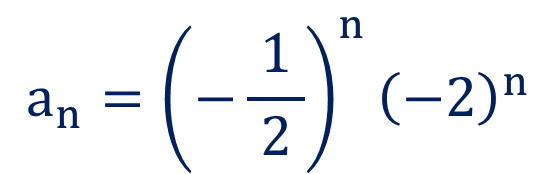 aₙ = (−1/2)ⁿ (−2)ⁿ